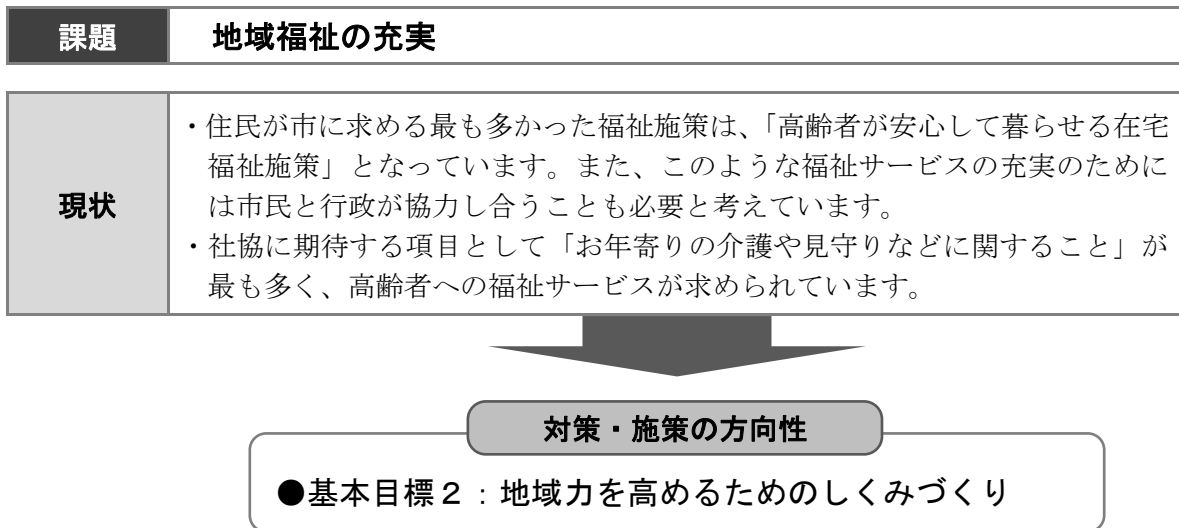 課題 地域福祉の充実
・住民が市に求める最も多かった福祉施策は、「高齢者が安心して暮らせる在宅
福祉施策」となっています。また、このような福祉サービスの充実のために
は市民と行政が協力し合うことも必要と考えています。
現状
・社協に期待する項目として「お年寄りの介護や見守りなどに関すること」が
最も多く、高齢者への福祉サービスが求められています。
対策・施策の方向性
●基本目標２：地域力を高めるためのしくみづくり